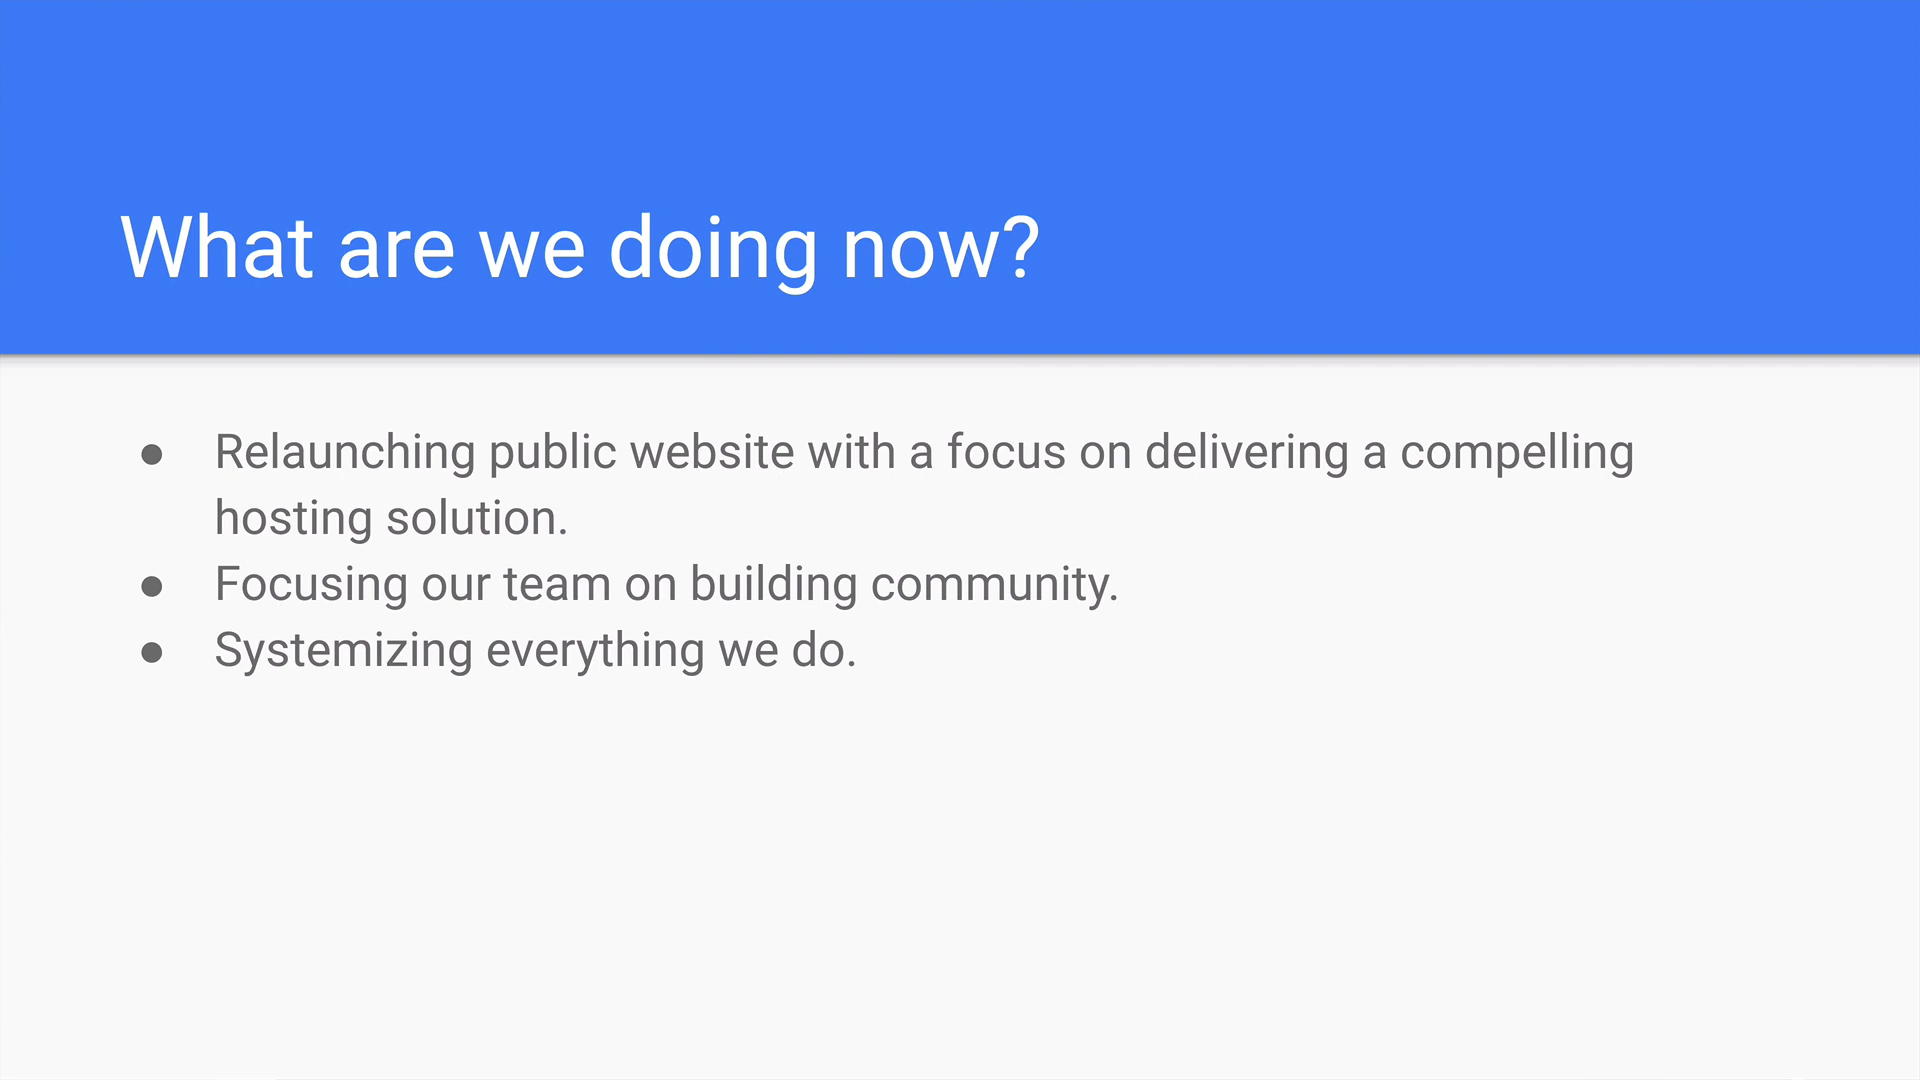 What are we doing now?
● Relaunching public website with a focus on delivering a compelling
hosting solution.
● Focusing our team on building community.
● Systemizing everything we do.